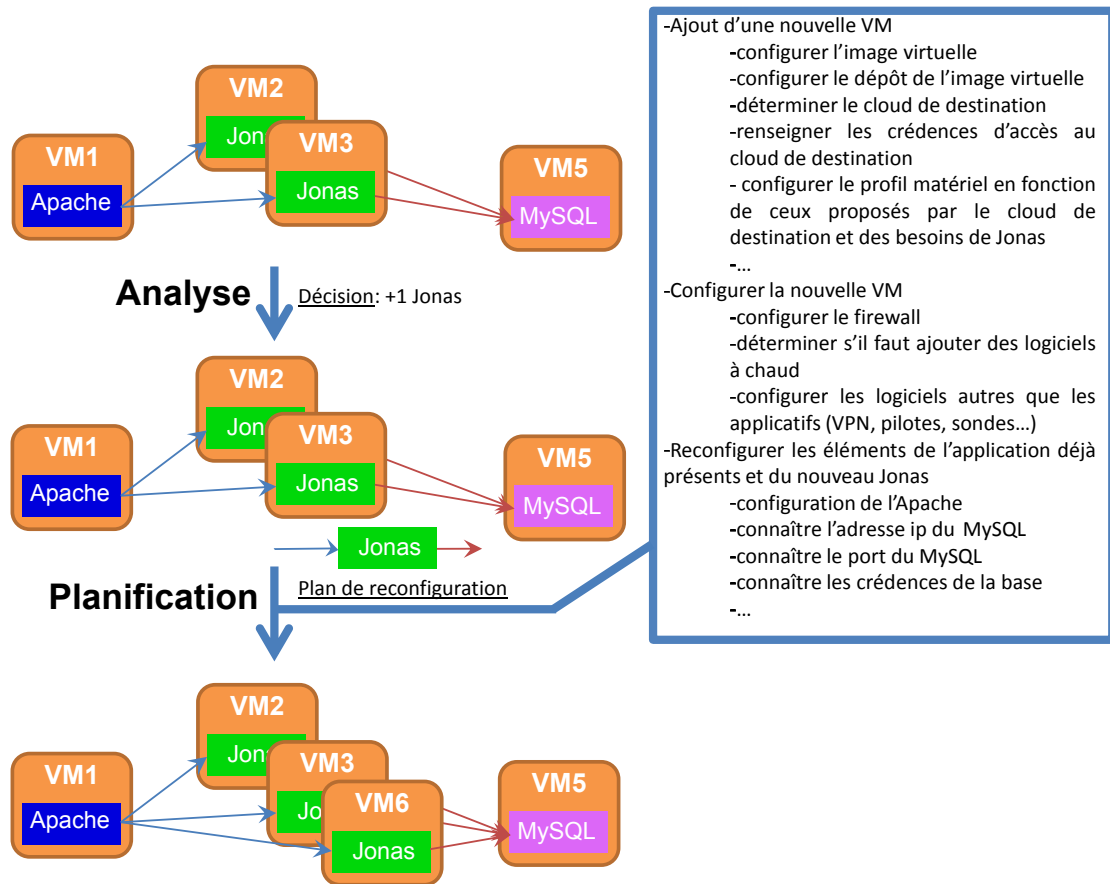 VM2
Jon
VM3
VM1
Jonas
Apache
VM5
MySQL
Analyse
Décision: +1 Jonas
VM2
Jon
VM3
VM1
Jonas
Apache
VM5
MySQL
Jonas
Planification
Plan de reconfiguration
VM2
Jona
VM3
VM1
Jo
VM6
Apache
Jonas
VM5
MySQL
-Ajout d’une nouvelle VM
-configurer l’image virtuelle
-configurer le dépôt de l’image virtuelle
-déterminer le cloud de destination
-renseigner les crédences d’accès au
cloud de destination
- configurer le profil matériel en fonction
de ceux proposés par le cloud de
destination et des besoins de Jonas
-…
-Configurer la nouvelle VM
-configurer le firewall
-déterminer s’il faut ajouter des logiciels
à chaud
-configurer les logiciels autres que les
applicatifs (VPN, pilotes, sondes…)
-Reconfigurer les éléments de l’application déjà
présents et du nouveau Jonas
-configuration de l’Apache
-connaître l’adresse ip du MySQL
-connaître le port du MySQL
-connaître les crédences de la base
-…